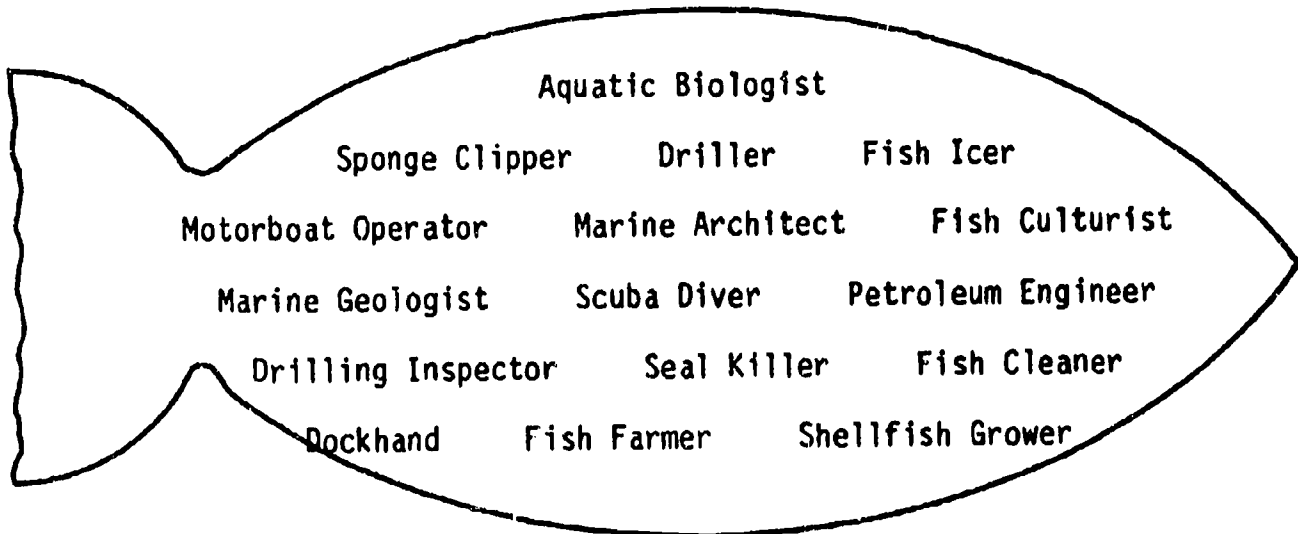 Aquatic Biologist
Sponge Clipper Driller Fish Icer
Motorboat Operator Marine Architect Fish Culturist
Marine Geologist Scuba Diver Petroleum Engineer
Drilling Inspector Seal Killer Fish Cleaner
Dockhand Fish Farmer Shellfish Grower